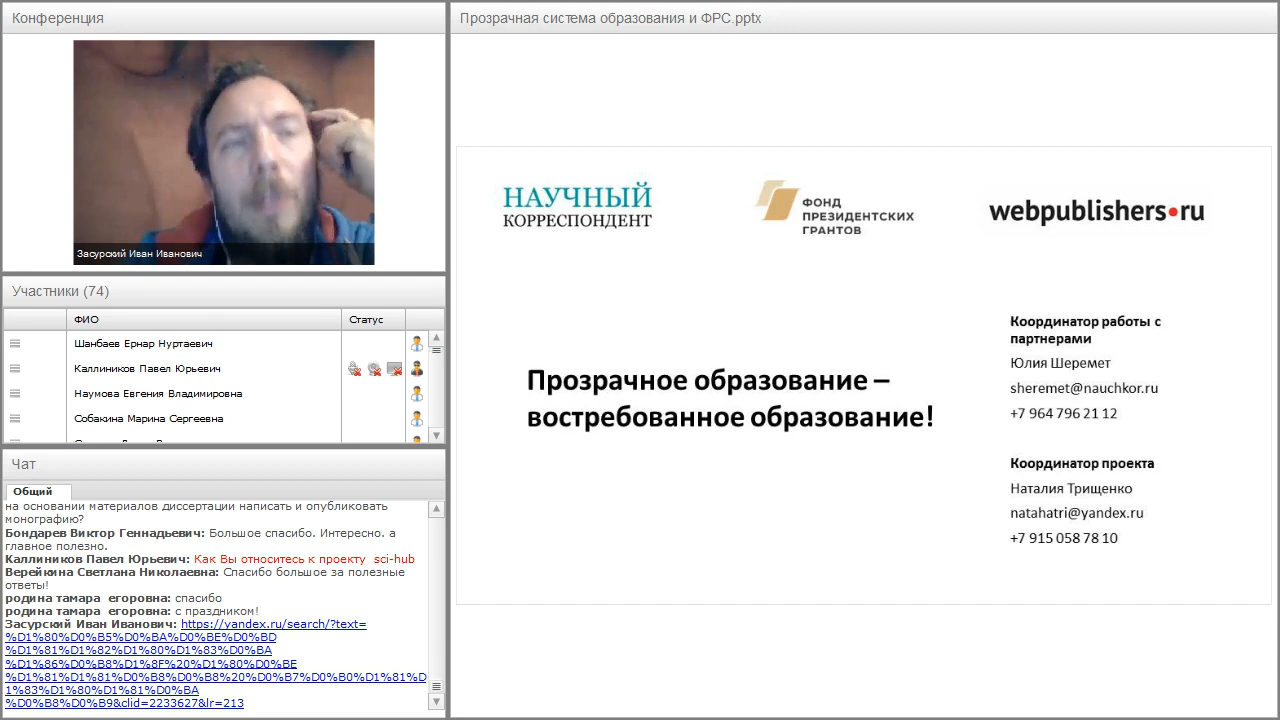 Конференция
Засурский Иван Иванович
Участники (74)
ФИО
Статус
Шанбаев Ернар Нуртаевич
Каллиников Павел Юрьевич
Наумова Евгения Владимировна
Собакина Марина Сергеевна
Чат
Общий
на основании материалов диссертации написать и опубликовать
монографию?
Бондарев Виктор Геннадьевич: Большое спасибо. Интересно. а
главное полезно.
Каллиников Павел Юрьевич: Как Вы относитесь к проекту sci-hub
Верейкина Светлана Николаевна: Спасибо большое за полезные
ответы!
родина тамара егоровна: спасибо
родина тамара егоровна: с праздником!
Засурский Иван Иванович: https://yandex.ru/search/?text=
%D1%80%D0%B5%D0%BA%D0%BE%D0%BD
%D1%81%D1%82%D1%80%D1%83%D0%BA
%D1%86%D0%B8%D1%8F%20%D1%80%D0%BE
%D1%81%D1%81%D0%B8%D0%B8%20%D0%B7%D0%B0%D1%81%D
1%83%D1%80%D1%81%D0%BA
%D0%B8%D0%B9&clid=2233627&lr=213
Прозрачная система образования и ФРС.pptx
НАУЧНЫЙ
КОРРЕСПОНДЕНТ
ФОНД
ПРЕЗИДЕНТСКИХ
ГРАНТОВ
webpublishers.ru
Прозрачное образование –
востребованное образование!
Координатор работы с
партнерами
Юлия Шеремет
sheremet@nauchkor.ru
+7 964 796 21 12
Координатор проекта
Наталия Трищенко
natahatri@yandex.ru
+7 915 058 78 10